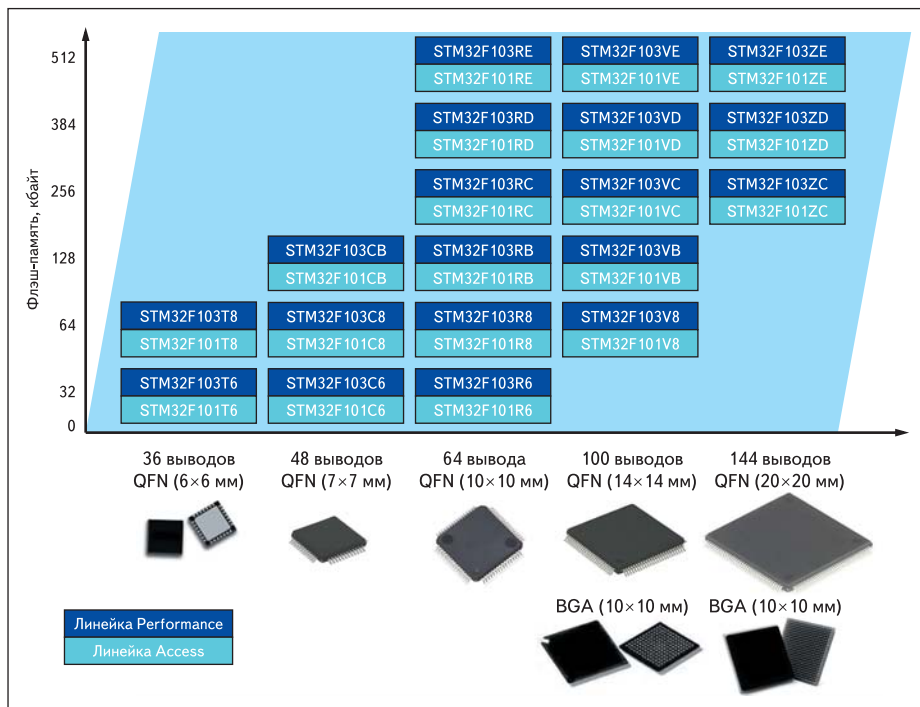 Флэш-память, кбайт
512
STM32F103RE STM32F103VE STM32F103ZE
STM32F101RE STM32F101VE STM32F101ZE
384
STM32F103RD STM32F103VD STM32F103ZD
STM32F101RD STM32F101VD STM32F101ZD
256
STM32F103RC STM32F103VC STM32F103ZC
STM32F101RC STM32F101VC STM32F101ZC
128
STM32F103CB STM32F103RB STM32F103VB
STM32F101CB STM32F101RB STM32F101VB
64
STM32F103T8 STM32F103C8 STM32F103R8 STM32F103V8
STM32F101T8 STM32F101C8 STM32F101R8 STM32F101V8
32
STM32F103T6 STM32F103C6 STM32F103R6
STM32F101T6 STM32F101C6 STM32F101R6
0
36 выводов 48 выводов 64 вывода 100 выводов 144 выводов
QFN (6×6 мм) QFN (7×7 мм) QFN (10×10 мм) QFN (14×14 мм) QFN (20×20 мм)
BGA (10×10 мм) BGA (10×10 мм)
Линейка Performance
Линейка Access